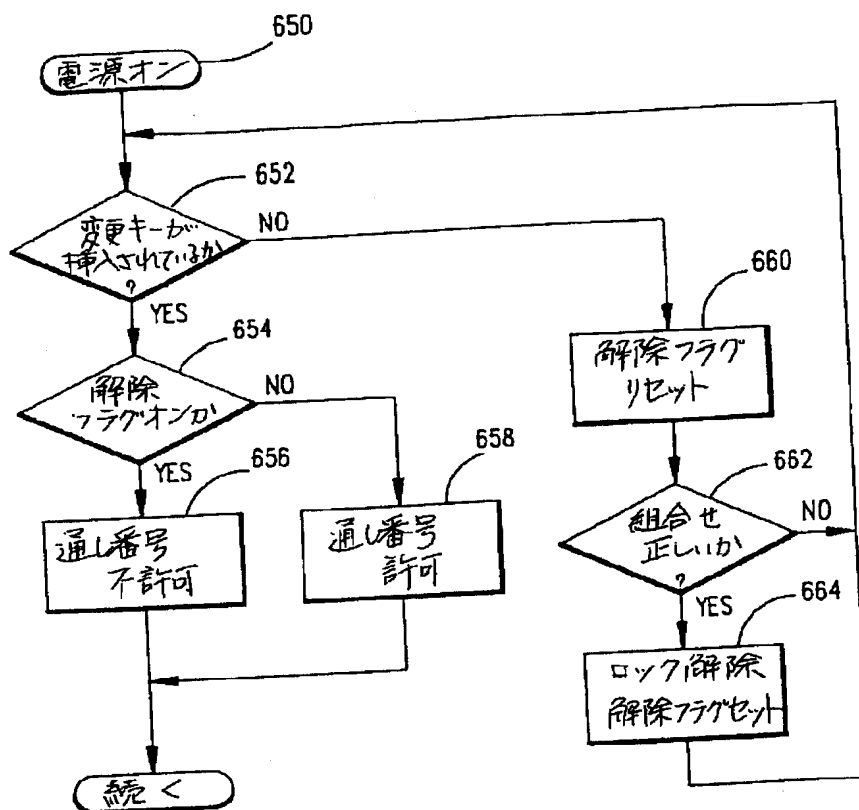 650
電源オン
652
変更キーが
挿入されているか
?
NO
YES
654
解除
フラグオンか
NO
YES
656
通し番号
不許可
658
通し番号
許可
続く
660
解除フラグ
リセット
662
組合せ
正しいか
?
NO
YES
664
ロック解除
解除フラグセット